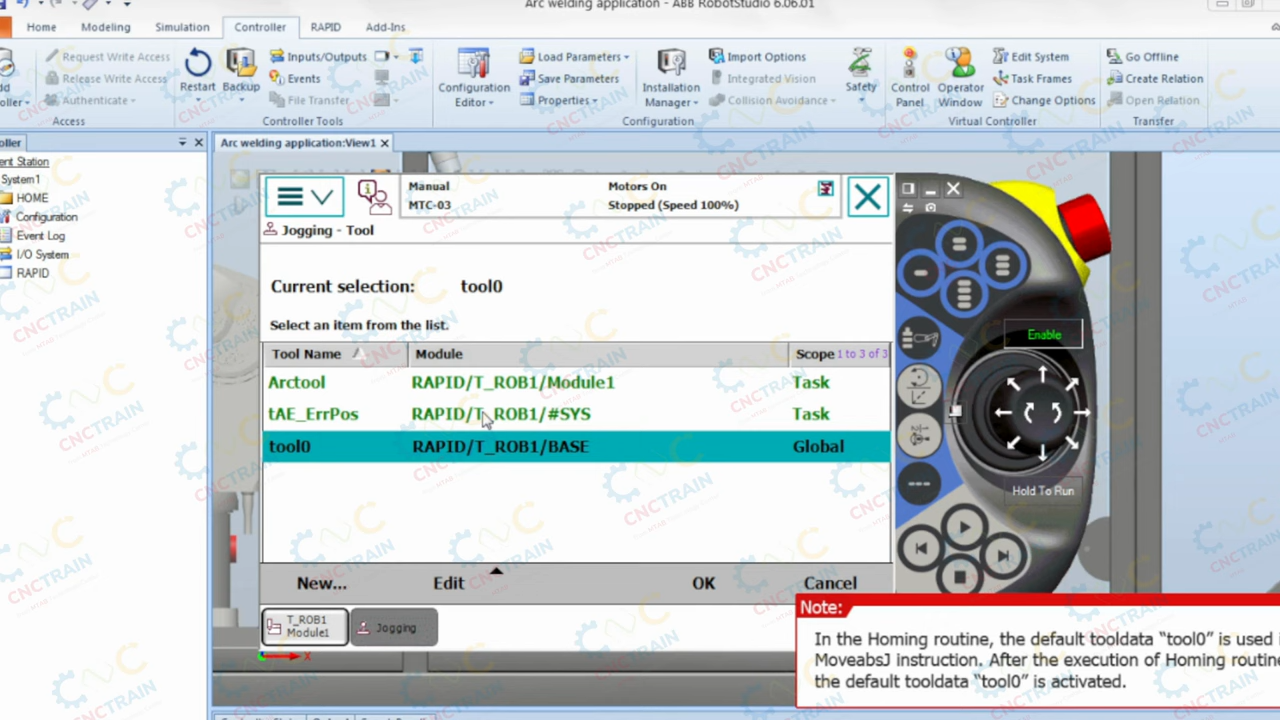 Arc welding application - ABB RobotStudio 6.06.01
Home Modeling Simulation Controller RAPID Add-Ins
Request Write Access
Release Write Access
Authenticate
Access
Restart
Backup
Inputs/Outputs
Events
File Transfer
Controller Tools
Configuration
Editor
Load Parameters
Save Parameters
Properties
Installation
Manager
Import Options
Integrated Vision
Collision Avoidance
Configuration
Safety
Control
Panel
Operator
Window
Edit System
Task Frames
Change Options
Virtual Controller
Go Offline
Create Relation
Open Relation
Transfer
Arc welding application:View1
Station
System1
HOME
Configuration
Event Log
I/O System
RAPID
Manual
MTC-03
Motors On
Stopped (Speed 100%)
Jogging - Tool
Current selection: tool0
Select an item from the list.
Tool Name Module Scope 1 to 3 of 3
Arctool RAPID/T_ROB1/Module1 Task
tAE_ErrPos RAPID/T_ROB1/#SYS Task
tool0 RAPID/T_ROB1/BASE Global
New... Edit OK Cancel
T_ROB1
Module1
Jogging
Enable
Hold To Run
X
Note:
In the Homing routine, the default tooldata “tool0” is used
MoveabsJ instruction. After the execution of Homing routine
the default tooldata “tool0” is activated.
CNCTRAIN